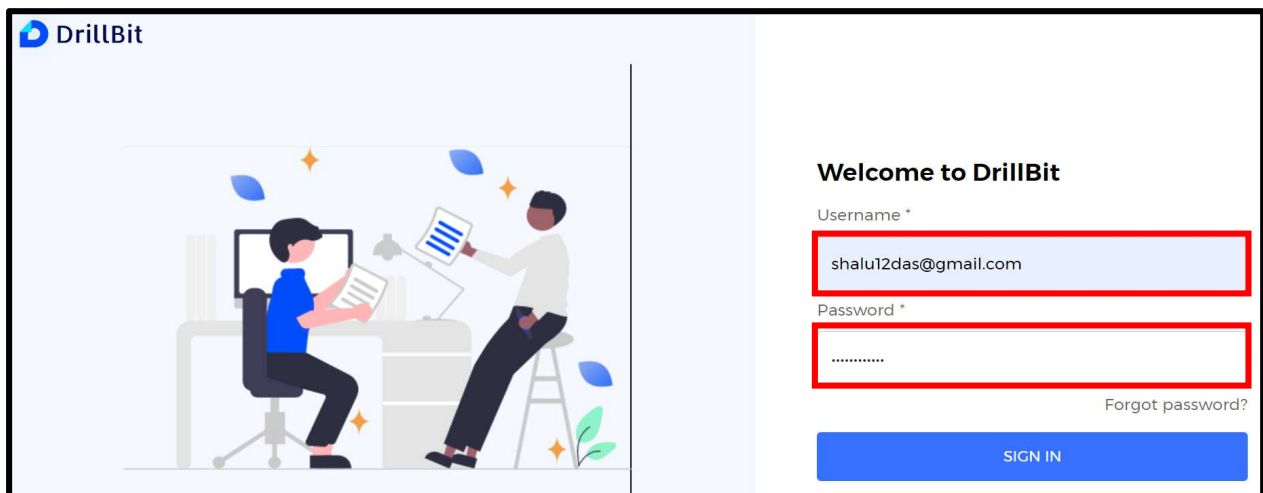 DrillBit
Welcome to DrillBit
Username *
shalu12das@gmail.com
Password *
............
Forgot password?
SIGN IN